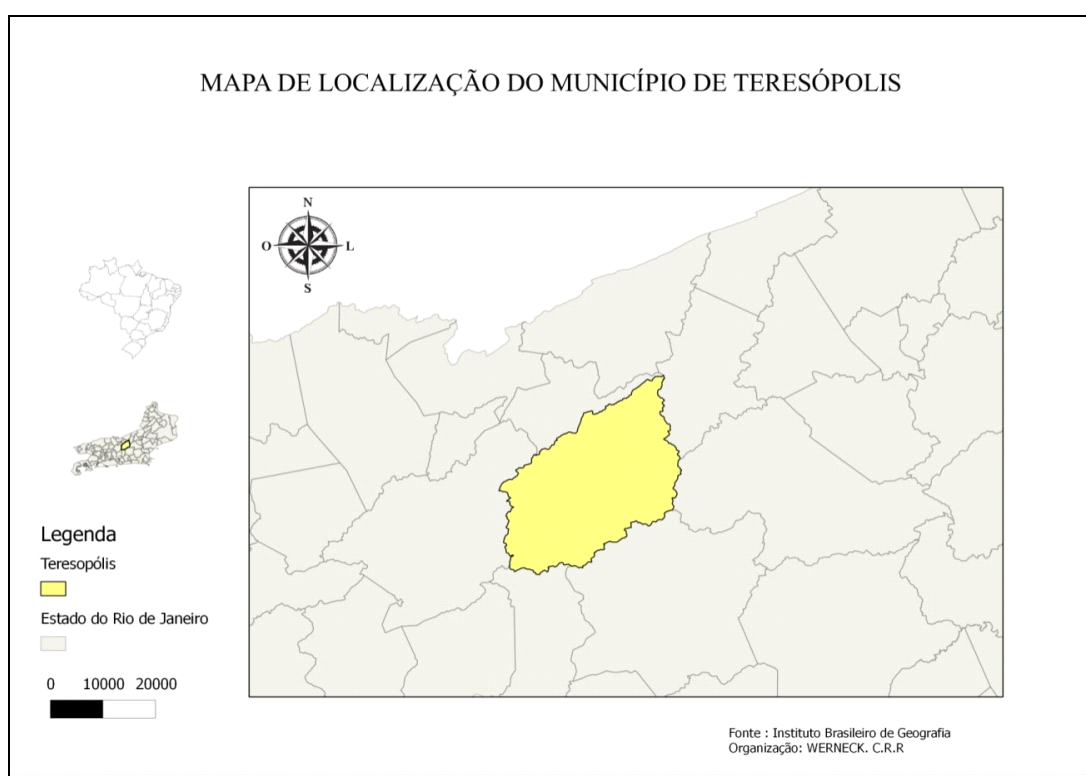 MAPA DE LOCALIZAÇÃO DO MUNICÍPIO DE TERESÓPOLIS
N
O L
S
Legenda
Teresopólis
Estado do Rio de Janeiro
0 10000 20000
Fonte : Instituto Brasileiro de Geografia
Organização: WERNECK. C.R.R